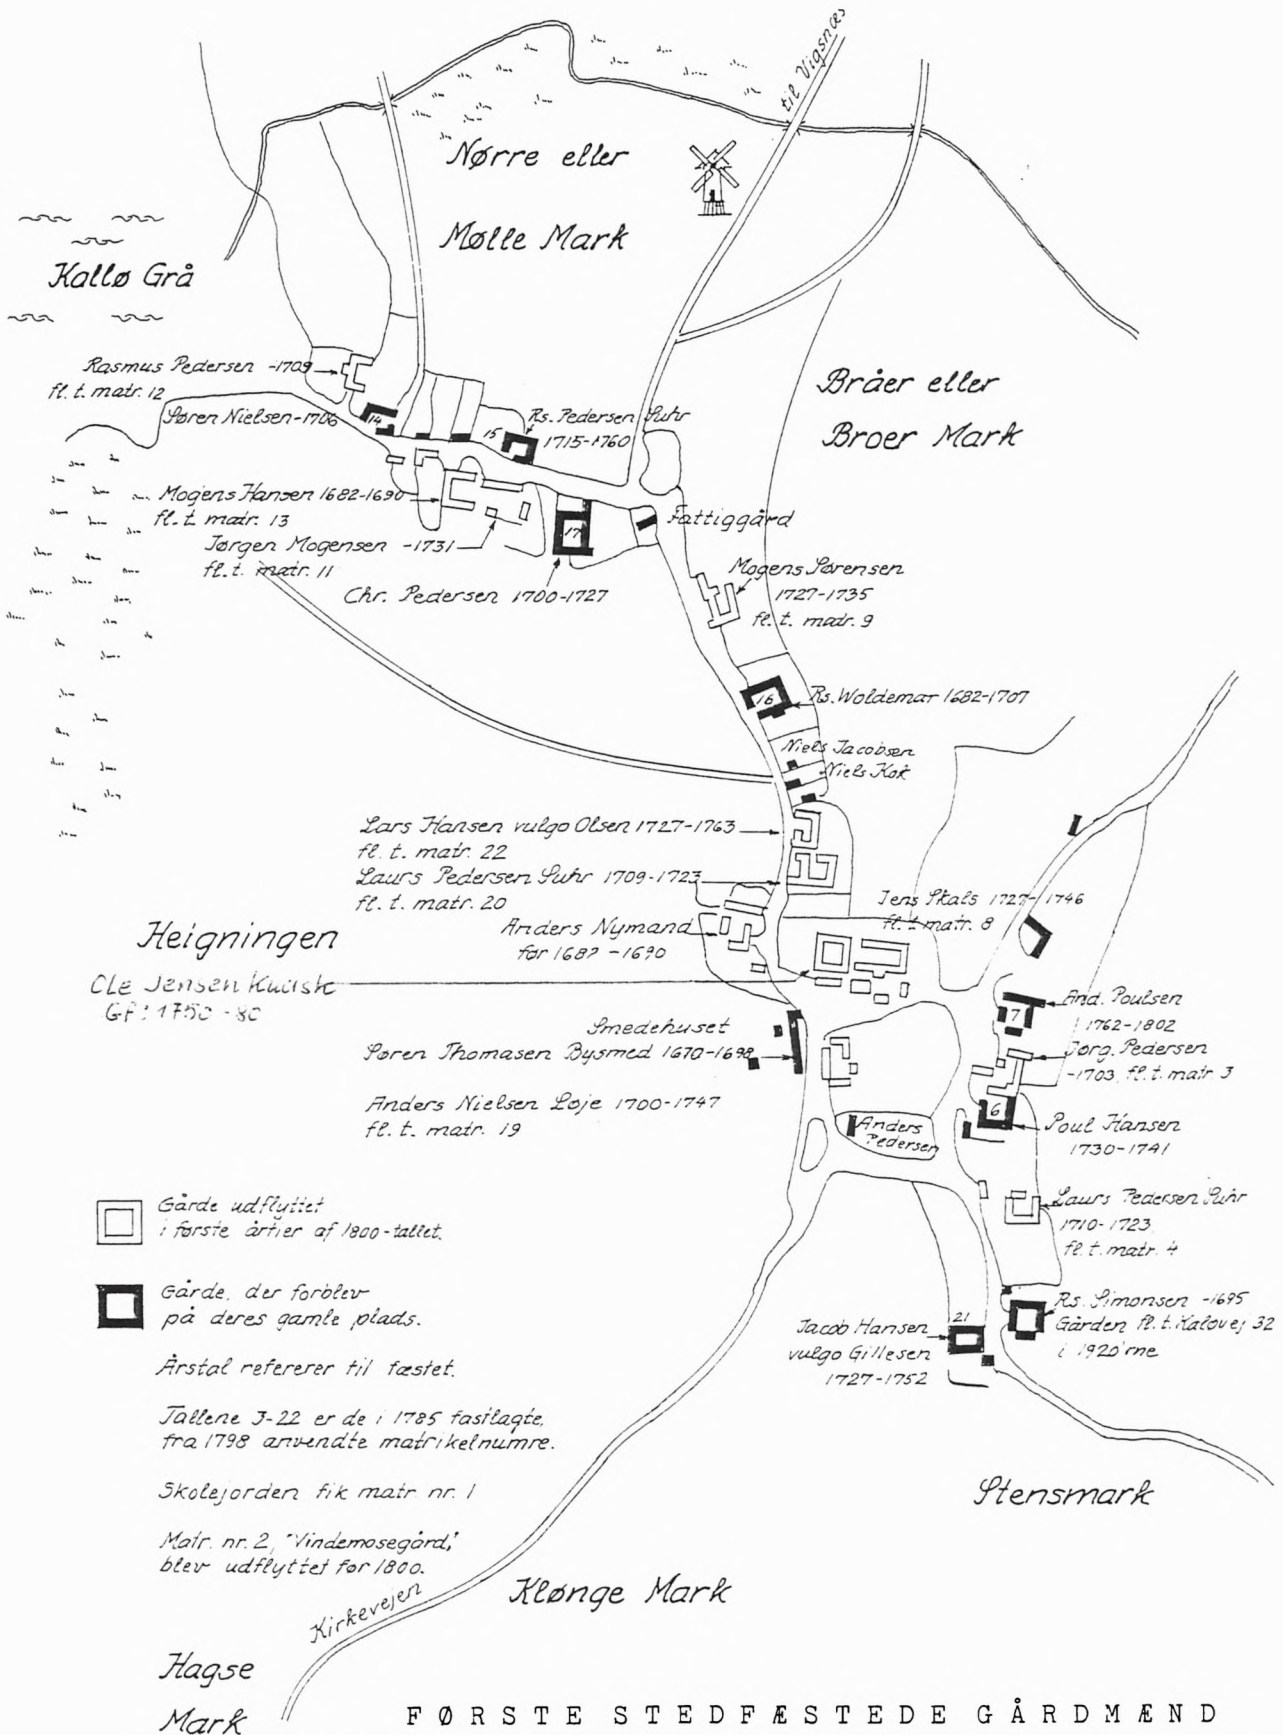 til Vigsnæs
Nørre eller
Mølle Mark
Kallø Grå
Rasmus Pedersen -1709
fl. t. matr. 12
Søren Nielsen-1706
14
15
Rs. Pedersen Suhr
1715-1760
Bråer eller
Broer Mark
Mogens Hansen 1682-1690
fl. t. matr. 13
Jørgen Mogensen -1731
fl. t. matr. 11
17
Fattiggård
Chr. Pedersen 1700-1727
Mogens Sørensen
1727-1735
fl. t. matr. 9
16
Rs. Woldemar 1682-1707
Niels Jacobsen
Niels Kok
Lars Hansen vulgo Olsen 1727-1763
fl. t. matr. 22
Laurs Pedersen Suhr 1709-1723
fl. t. matr. 20
Jens Skals 1727-1746
fl. t. matr. 8
Anders Nymand
før 1687 -1690
Heigningen
Ole Jensen
GF: 1750 - 80
And. Poulsen
1762-1802
7
Smedehuset
Søren Thomasen Bysmed 1670-1698
Jørg. Pedersen
-1703, fl. t. matr. 3
Anders Nielsen Løje 1700-1747
fl. t. matr. 19
Anders
Pedersen
6
Poul Hansen
1730-1741
Laurs Pedersen Suhr
1710-1723
fl. t. matr. 4
Gårde udflyttet
i første årtier af 1800-tallet.
Gårde, der forblev
på deres gamle plads.
Rs. Simonsen -1695
Gården fl. t. Kaløvej 32
i 1920'rne
21
Jacob Hansen
vulgo Gillesen
1727-1752
Årstal refererer til fæstet.
Tallene 3-22 er de i 1785 fastlagte,
fra 1798 anvendte matrikelnumre.
Skolejorden fik matr nr. 1
Matr. nr. 2, "Vindemosegård,"
blev udflyttet før 1800.
Stensmark
Kirkevejen
Klønge Mark
Hagse
Mark
FØRSTE STEDFÆSTEDE GÅRDMÆND